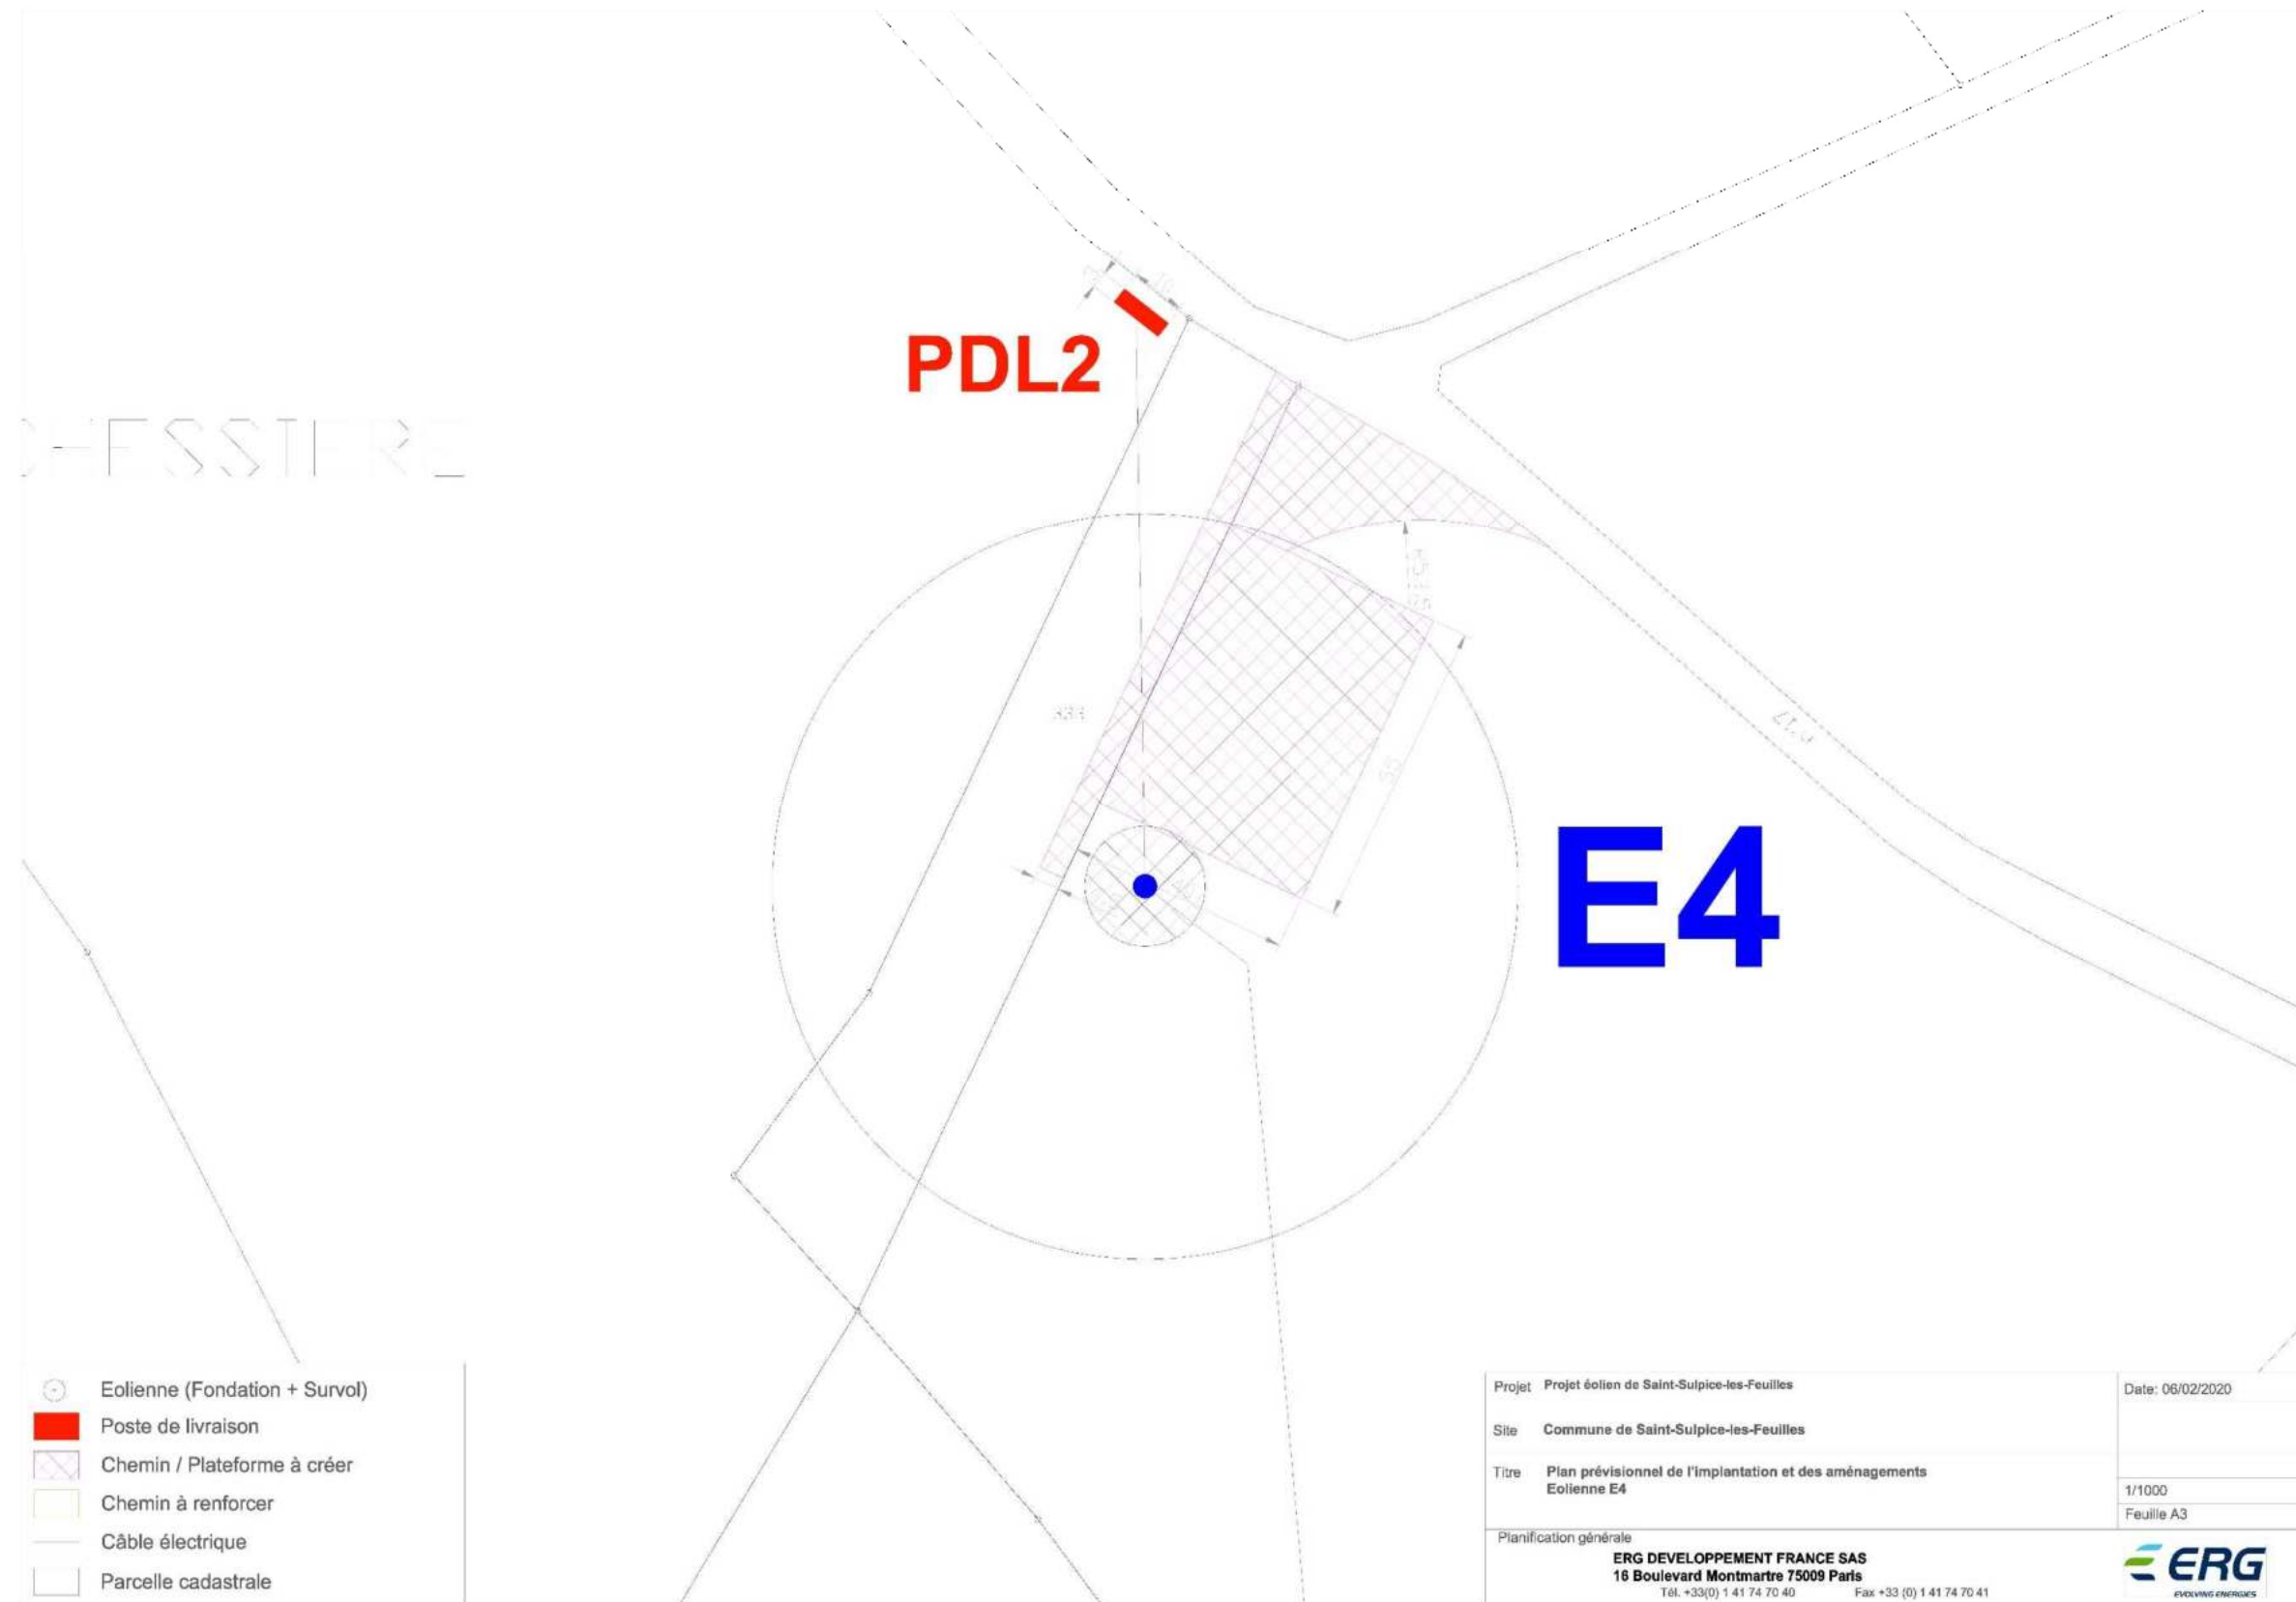 PDL2
E4
55
10
Eolienne (Fondation + Survol)
Poste de livraison
Chemin / Plateforme à créer
Chemin à renforcer
Câble électrique
Parcelle cadastrale
Projet Projet éolien de Saint-Sulpice-les-Feuilles
Date: 06/02/2020
Site Commune de Saint-Sulpice-les-Feuilles
Titre Plan prévisionnel de l'implantation et des aménagements
Eolienne E4
1/1000
Feuille A3
Planification générale
ERG DEVELOPPEMENT FRANCE SAS
16 Boulevard Montmartre 75009 Paris
Tél. +33(0) 1 41 74 70 40 Fax +33 (0) 1 41 74 70 41
ERG
EVOLVING ENERGIES